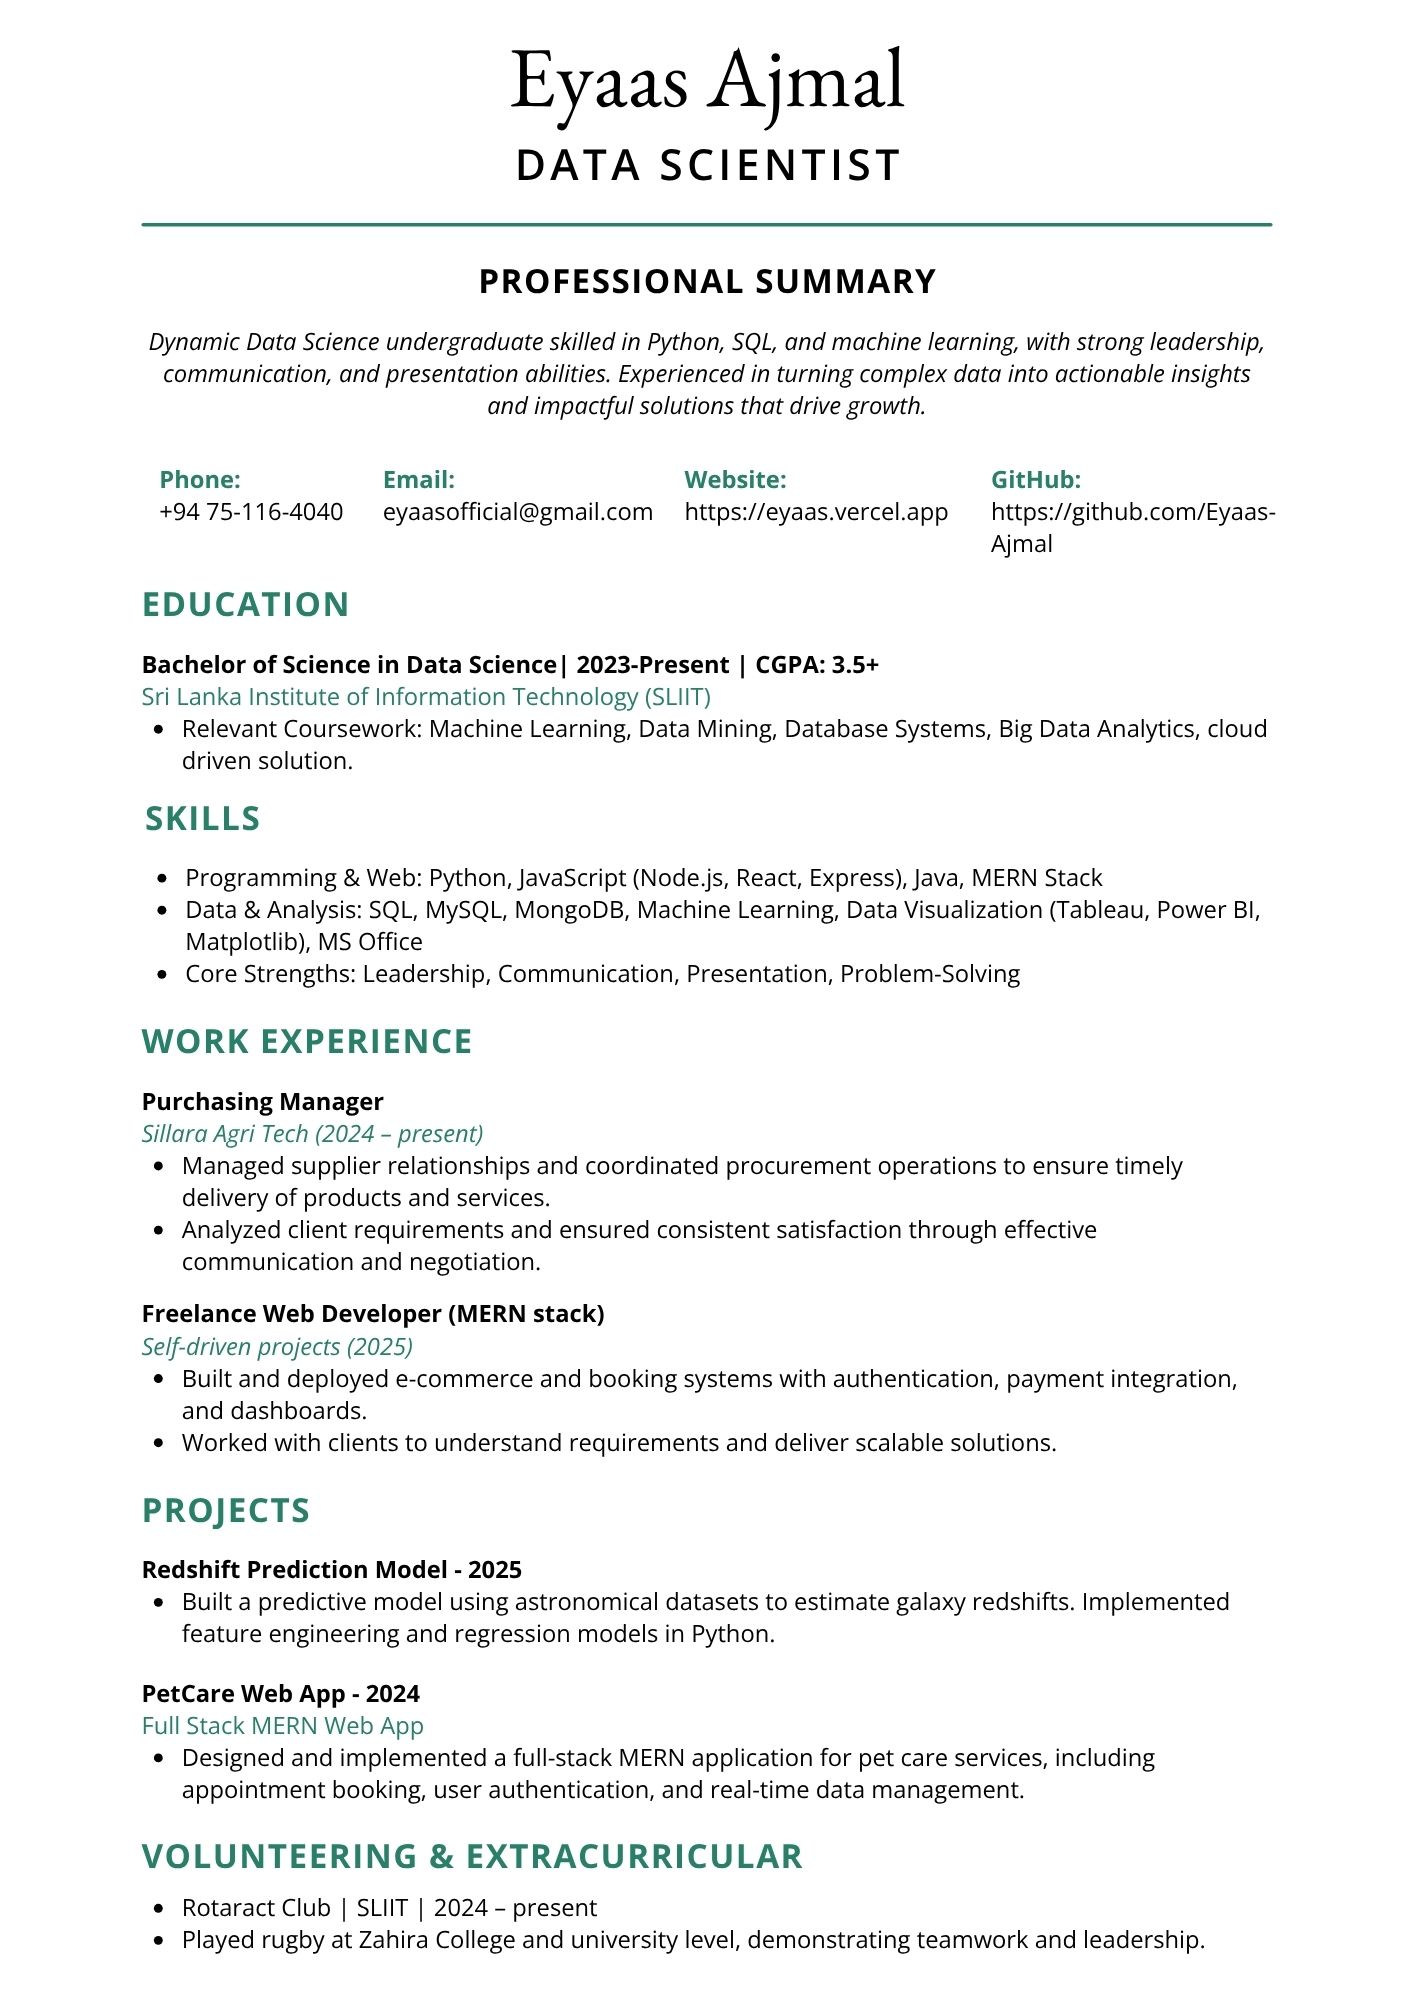 Eyaas Ajmal
DATA SCIENTIST
PROFESSIONAL SUMMARY
Dynamic Data Science undergraduate skilled in Python, SQL, and machine learning, with strong leadership,
communication, and presentation abilities. Experienced in turning complex data into actionable insights
and impactful solutions that drive growth.
Phone:
+94 75-116-4040
Email:
eyaasofficial@gmail.com
Website:
https://eyaas.vercel.app
GitHub:
https://github.com/Eyaas-
Ajmal
EDUCATION
Bachelor of Science in Data Science| 2023-Present | CGPA: 3.5+
Sri Lanka Institute of Information Technology (SLIIT)
• Relevant Coursework: Machine Learning, Data Mining, Database Systems, Big Data Analytics, cloud
driven solution.
SKILLS
• Programming & Web: Python, JavaScript (Node.js, React, Express), Java, MERN Stack
• Data & Analysis: SQL, MySQL, MongoDB, Machine Learning, Data Visualization (Tableau, Power BI,
Matplotlib), MS Office
• Core Strengths: Leadership, Communication, Presentation, Problem-Solving
WORK EXPERIENCE
Purchasing Manager
Sillara Agri Tech (2024 – present)
• Managed supplier relationships and coordinated procurement operations to ensure timely
delivery of products and services.
• Analyzed client requirements and ensured consistent satisfaction through effective
communication and negotiation.
Freelance Web Developer (MERN stack)
Self-driven projects (2025)
• Built and deployed e-commerce and booking systems with authentication, payment integration,
and dashboards.
• Worked with clients to understand requirements and deliver scalable solutions.
PROJECTS
Redshift Prediction Model - 2025
• Built a predictive model using astronomical datasets to estimate galaxy redshifts. Implemented
feature engineering and regression models in Python.
PetCare Web App - 2024
Full Stack MERN Web App
• Designed and implemented a full-stack MERN application for pet care services, including
appointment booking, user authentication, and real-time data management.
VOLUNTEERING & EXTRACURRICULAR
• Rotaract Club | SLIIT | 2024 – present
• Played rugby at Zahira College and university level, demonstrating teamwork and leadership.